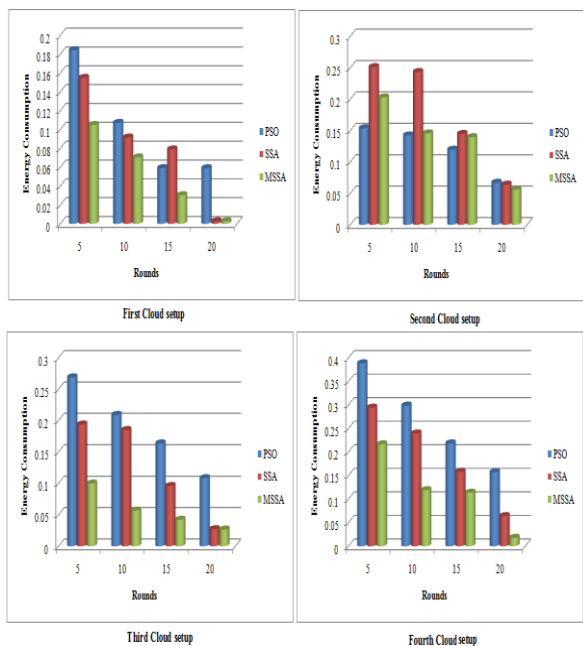 Energy Consumption
0.2
0.18
0.16
0.14
0.12
0.1
0.08
0.06
0.04
0.02
0
5 10 15 20
Rounds
PSO
SSA
MSSA
First Cloud setup
Energy Consumption
0.3
0.25
0.2
0.15
0.1
0.05
0
5 10 15 20
Rounds
PSO
SSA
MSSA
Second Cloud setup
Energy Consumption
0.3
0.25
0.2
0.15
0.1
0.05
0
5 10 15 20
Rounds
PSO
SSA
MSSA
Third Cloud setup
Energy Consumption
0.4
0.35
0.3
0.25
0.2
0.15
0.1
0.05
0
5 10 15 20
Rounds
PSO
SSA
MSSA
Fourth Cloud setup